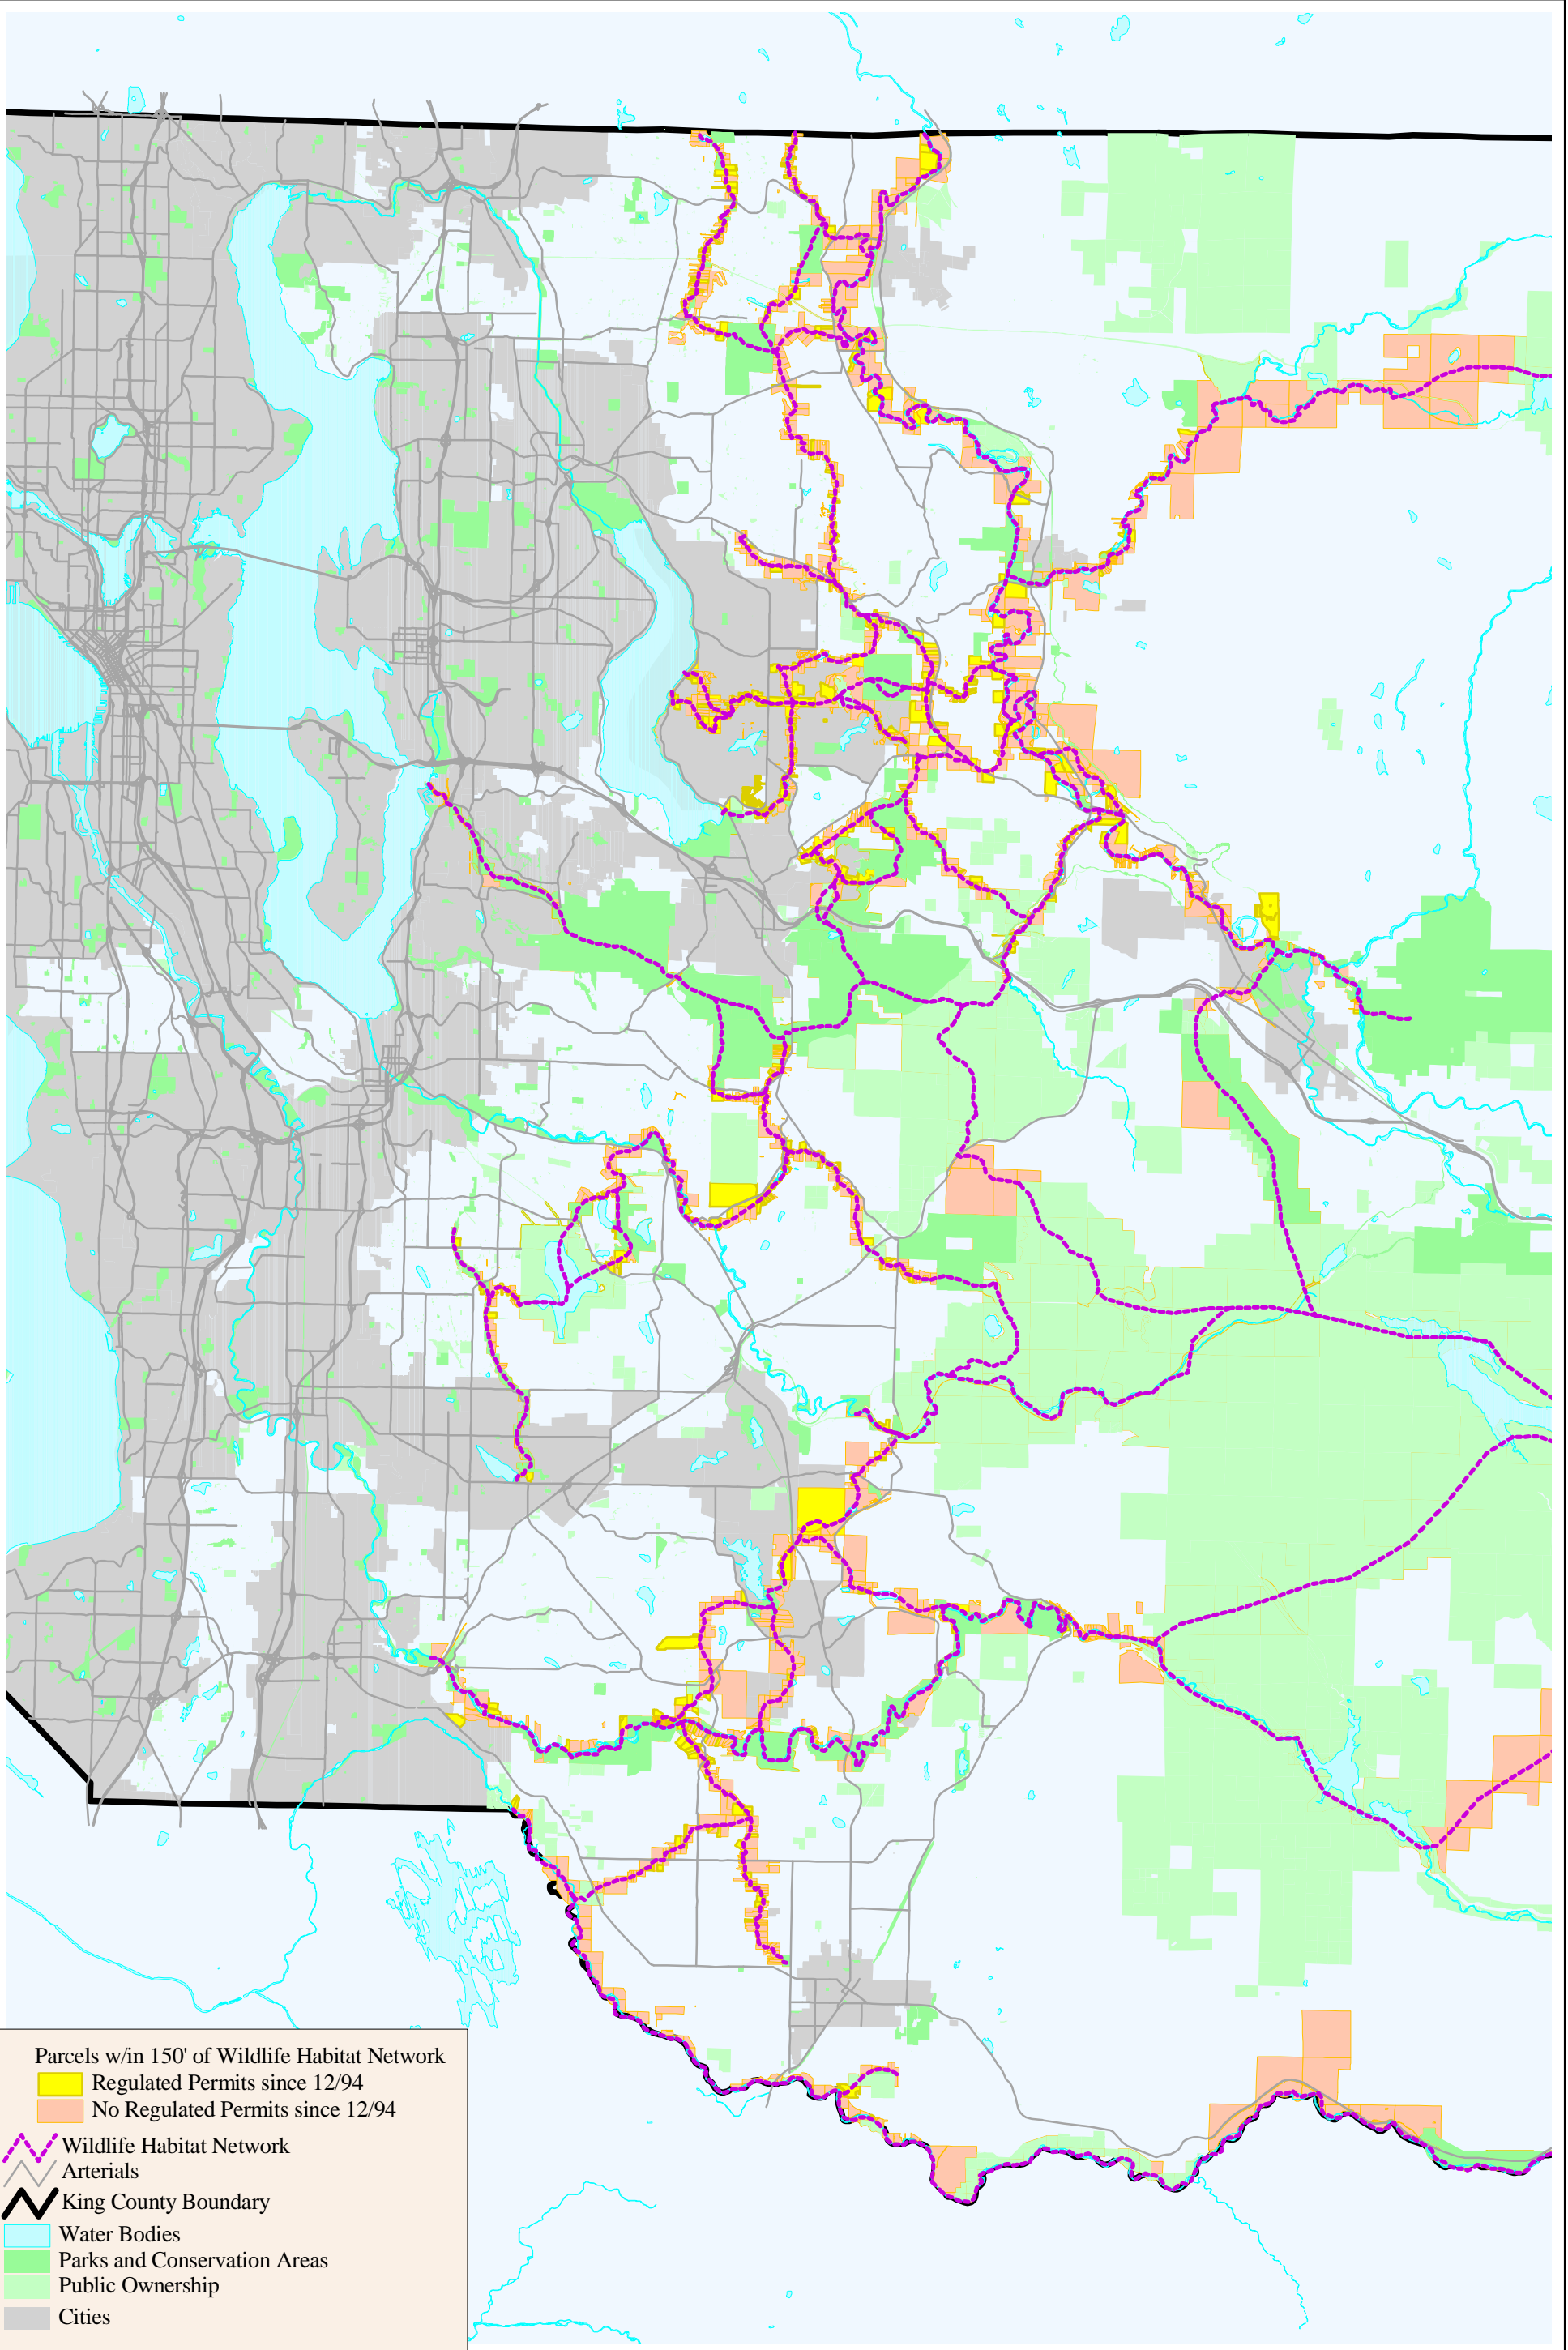 Parcels w/in 150' of Wildlife Habitat Network
Regulated Permits since 12/94
No Regulated Permits since 12/94
Wildlife Habitat Network
Arterials
King County Boundary
Water Bodies
Parks and Conservation Areas
Public Ownership
Cities